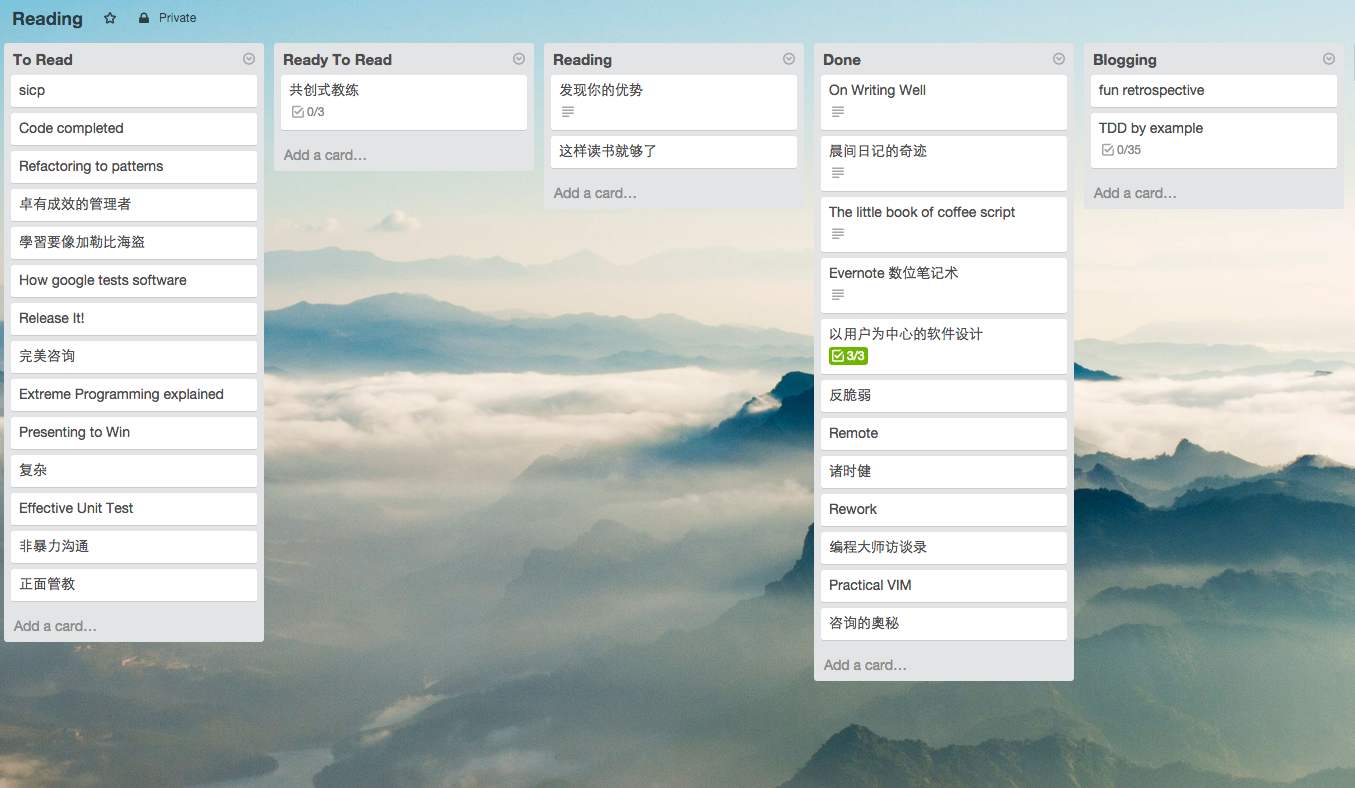 Reading
Private
To Read
sicp
Code completed
Refactoring to patterns
卓有成效的管理者
學習要像加勒比海盜
How google tests software
Release It!
完美咨询
Extreme Programming explained
Presenting to Win
复杂
Effective Unit Test
非暴力沟通
正面管教
Add a card…
Ready To Read
共创式教练
0/3
Add a card…
Reading
发现你的优势
这样读书就够了
Add a card…
Done
On Writing Well
晨间日记的奇迹
The little book of coffee script
Evernote 数位笔记术
以用户为中心的软件设计
3/3
反脆弱
Remote
诸时健
Rework
编程大师访谈录
Practical VIM
咨询的奥秘
Add a card…
Blogging
fun retrospective
TDD by example
0/35
Add a card…